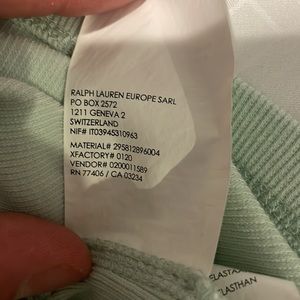 RALPH LAUREN EUROPE SARL
PO BOX 2572
1211 GENEVA 2
SWITZERLAND
NIF# IT03945310963
MATERIAL# 295812896004
XFACTORY# 0120
VENDOR# 0200011589
RN 77406 / CA 03234
ELASTA
ELASTHAN